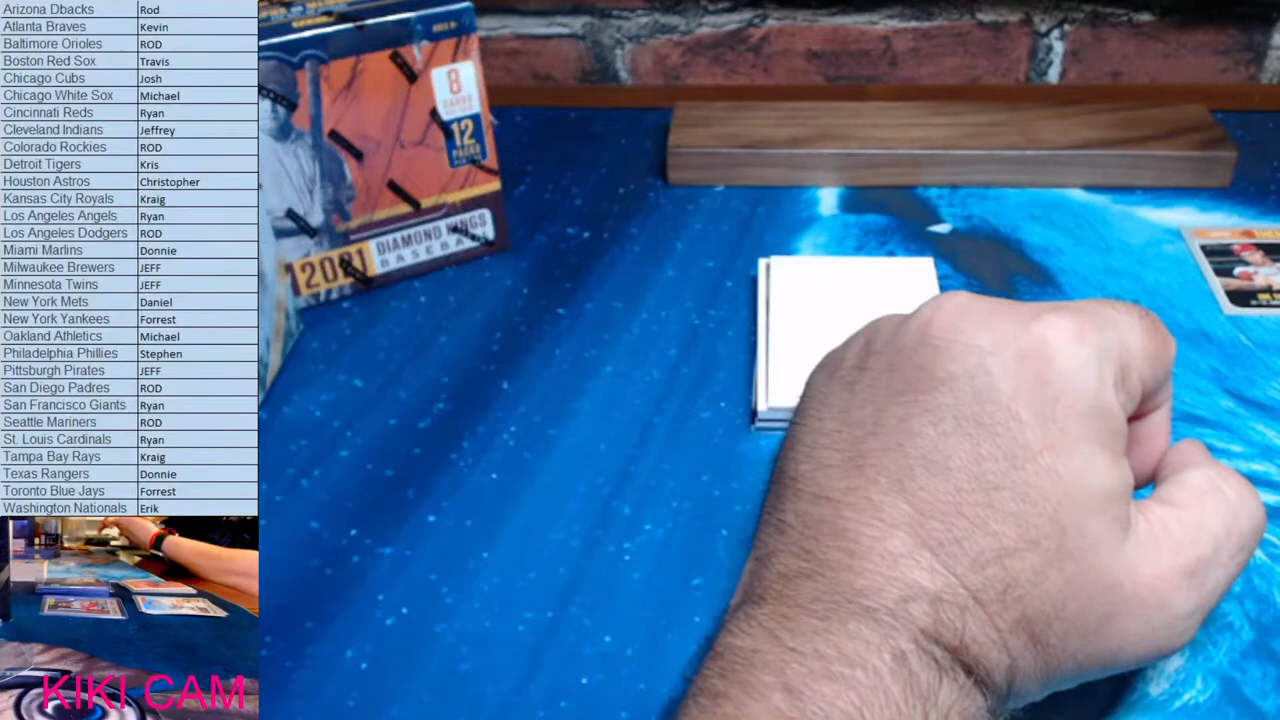 Arizona Dbacks Rod
Atlanta Braves Kevin
Baltimore Orioles ROD
Boston Red Sox Travis
Chicago Cubs Josh
Chicago White Sox Michael
Cincinnati Reds Ryan
Cleveland Indians Jeffrey
Colorado Rockies ROD
Detroit Tigers Kris
Houston Astros Christopher
Kansas City Royals Kraig
Los Angeles Angels Ryan
Los Angeles Dodgers ROD
Miami Marlins Donnie
Milwaukee Brewers JEFF
Minnesota Twins JEFF
New York Mets Daniel
New York Yankees Forrest
Oakland Athletics Michael
Philadelphia Phillies Stephen
Pittsburgh Pirates JEFF
San Diego Padres ROD
San Francisco Giants Ryan
Seattle Mariners ROD
St. Louis Cardinals Ryan
Tampa Bay Rays Kraig
Texas Rangers Donnie
Toronto Blue Jays Forrest
Washington Nationals Erik
KIKI CAM
8
CARDS
12
PACKS
2021 DIAMOND KINGS
BASEBALL